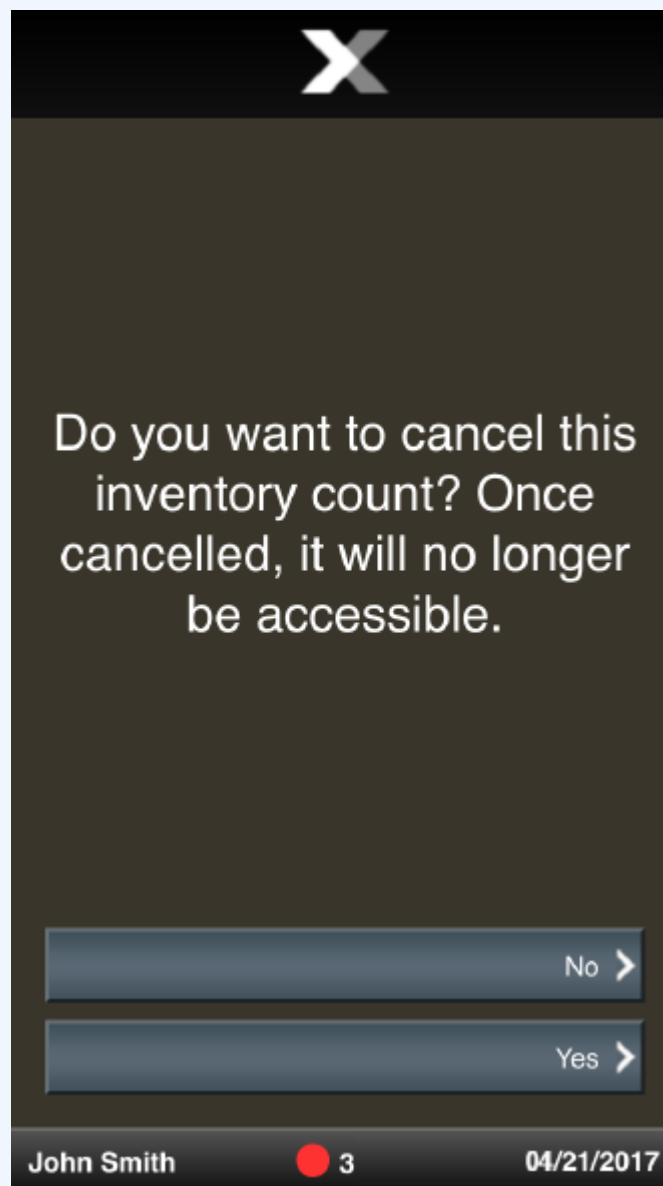 Do you want to cancel this
inventory count? Once
cancelled, it will no longer
be accessible.
No
Yes
John Smith 3 04/21/2017